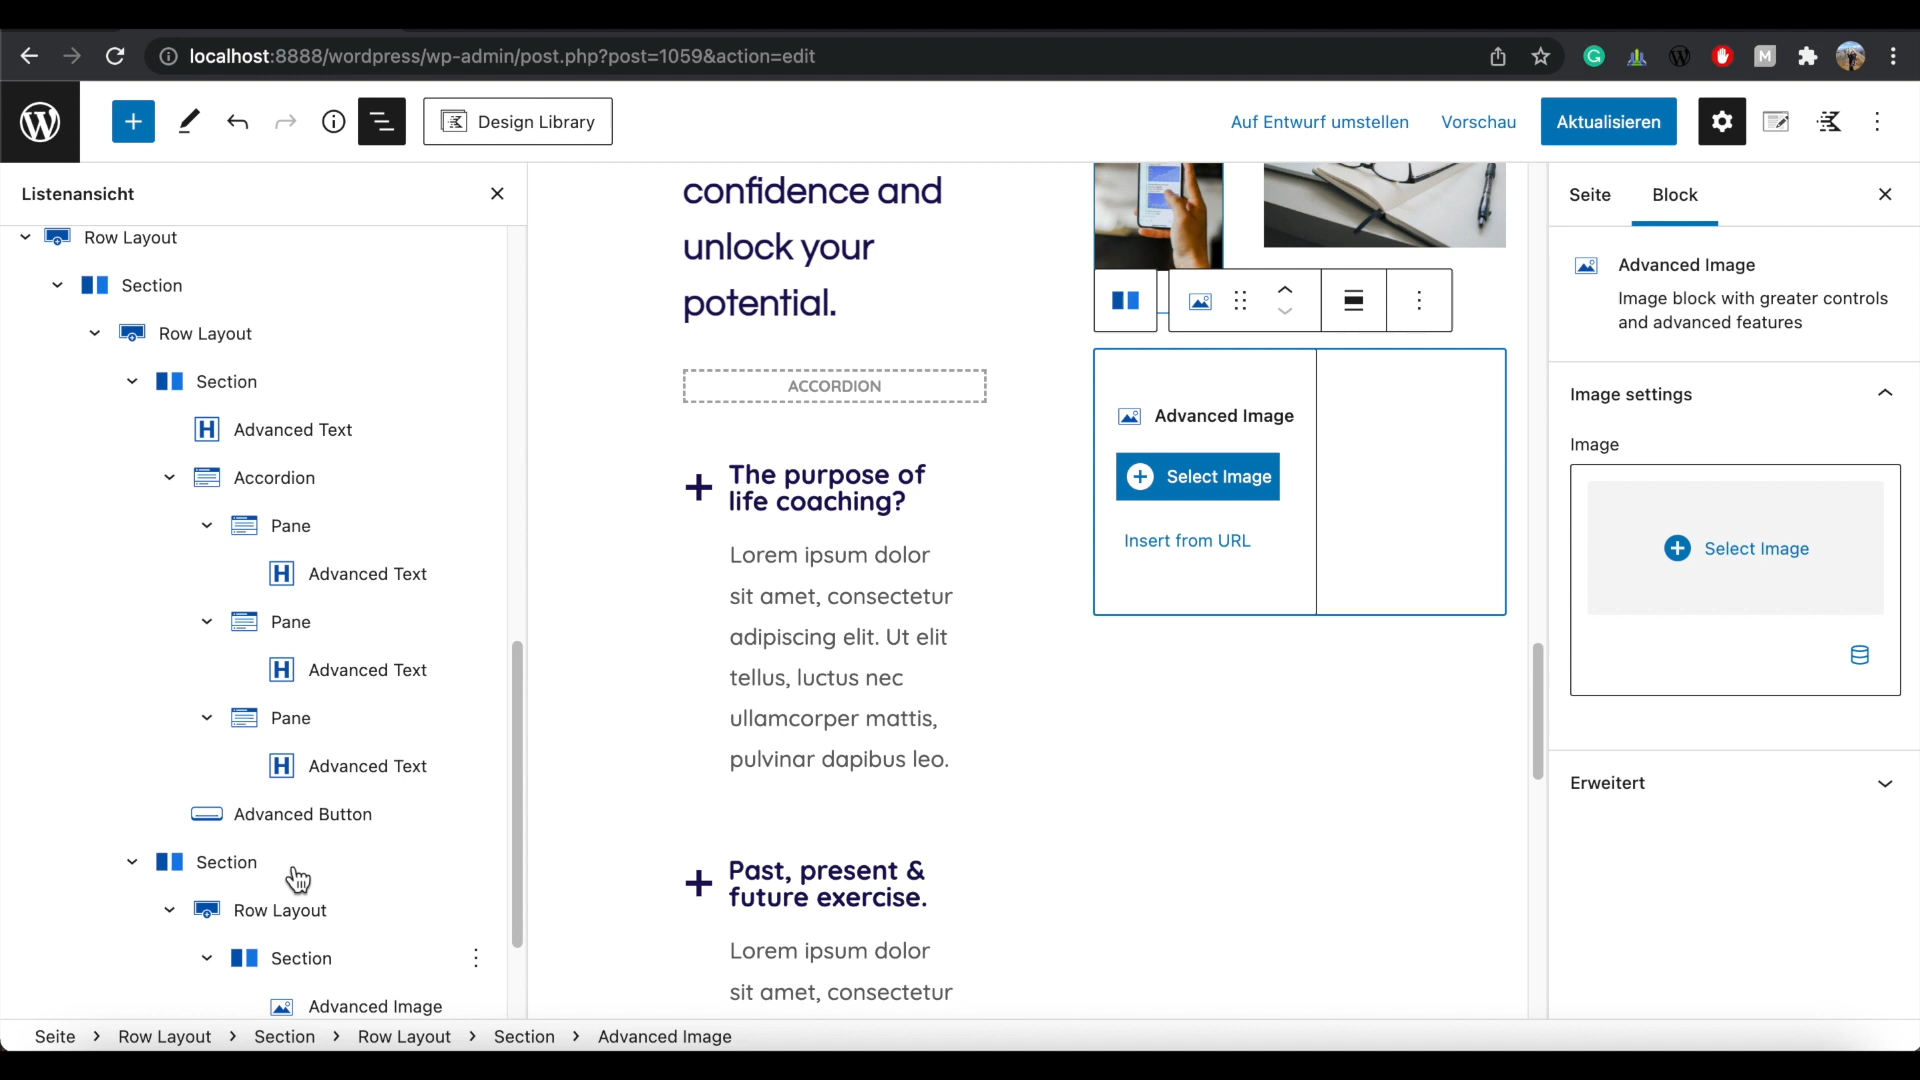 localhost:8888/wordpress/wp-admin/post.php?post=1059&action=edit
Design Library
Auf Entwurf umstellen
Vorschau
Aktualisieren
Listenansicht
Row Layout
Section
Row Layout
Section
Advanced Text
Accordion
Pane
Advanced Text
Pane
Advanced Text
Pane
Advanced Text
Advanced Button
Section
Row Layout
Section
Advanced Image
confidence and
unlock your
potential.
ACCORDION
The purpose of
life coaching?
Lorem ipsum dolor
sit amet, consectetur
adipiscing elit. Ut elit
tellus, luctus nec
ullamcorper mattis,
pulvinar dapibus leo.
Past, present &
future exercise.
Lorem ipsum dolor
sit amet, consectetur
Advanced Image
Select Image
Insert from URL
Seite
Block
Advanced Image
Image block with greater controls
and advanced features
Image settings
Image
Select Image
Erweitert
Seite > Row Layout > Section > Row Layout > Section > Advanced Image